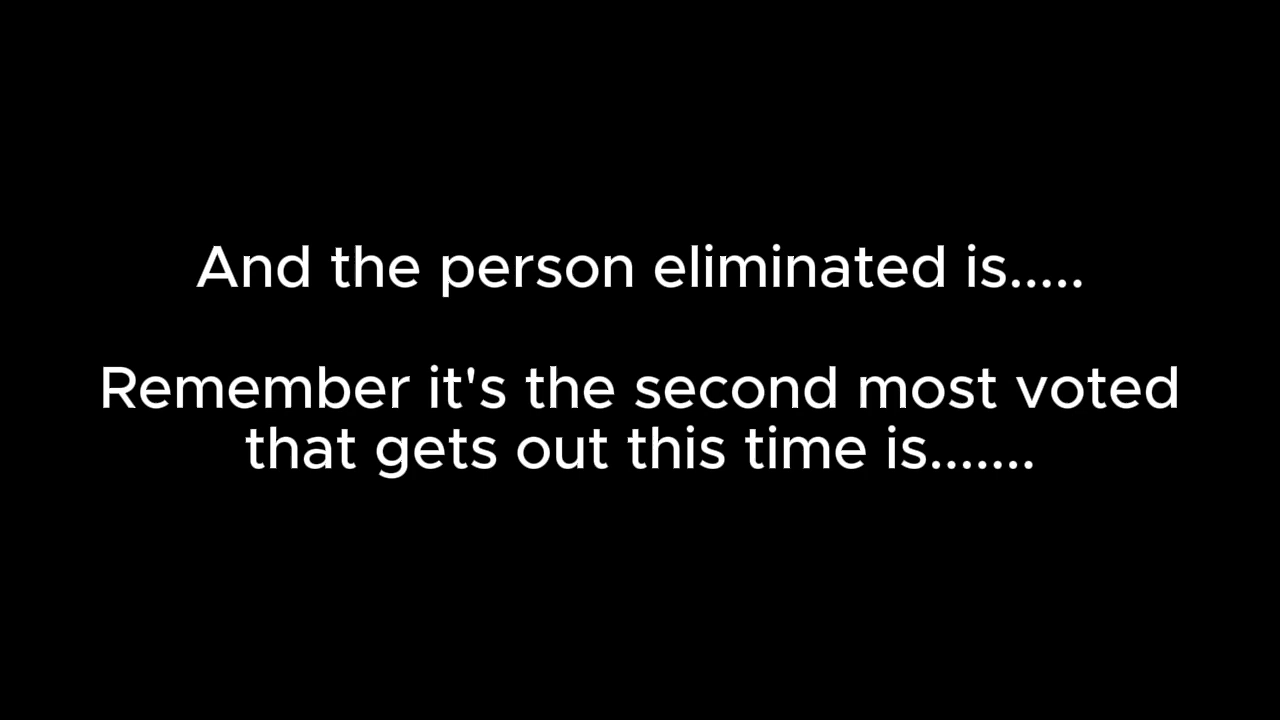 And the person eliminated is.....
Remember it's the second most voted
that gets out this time is.......